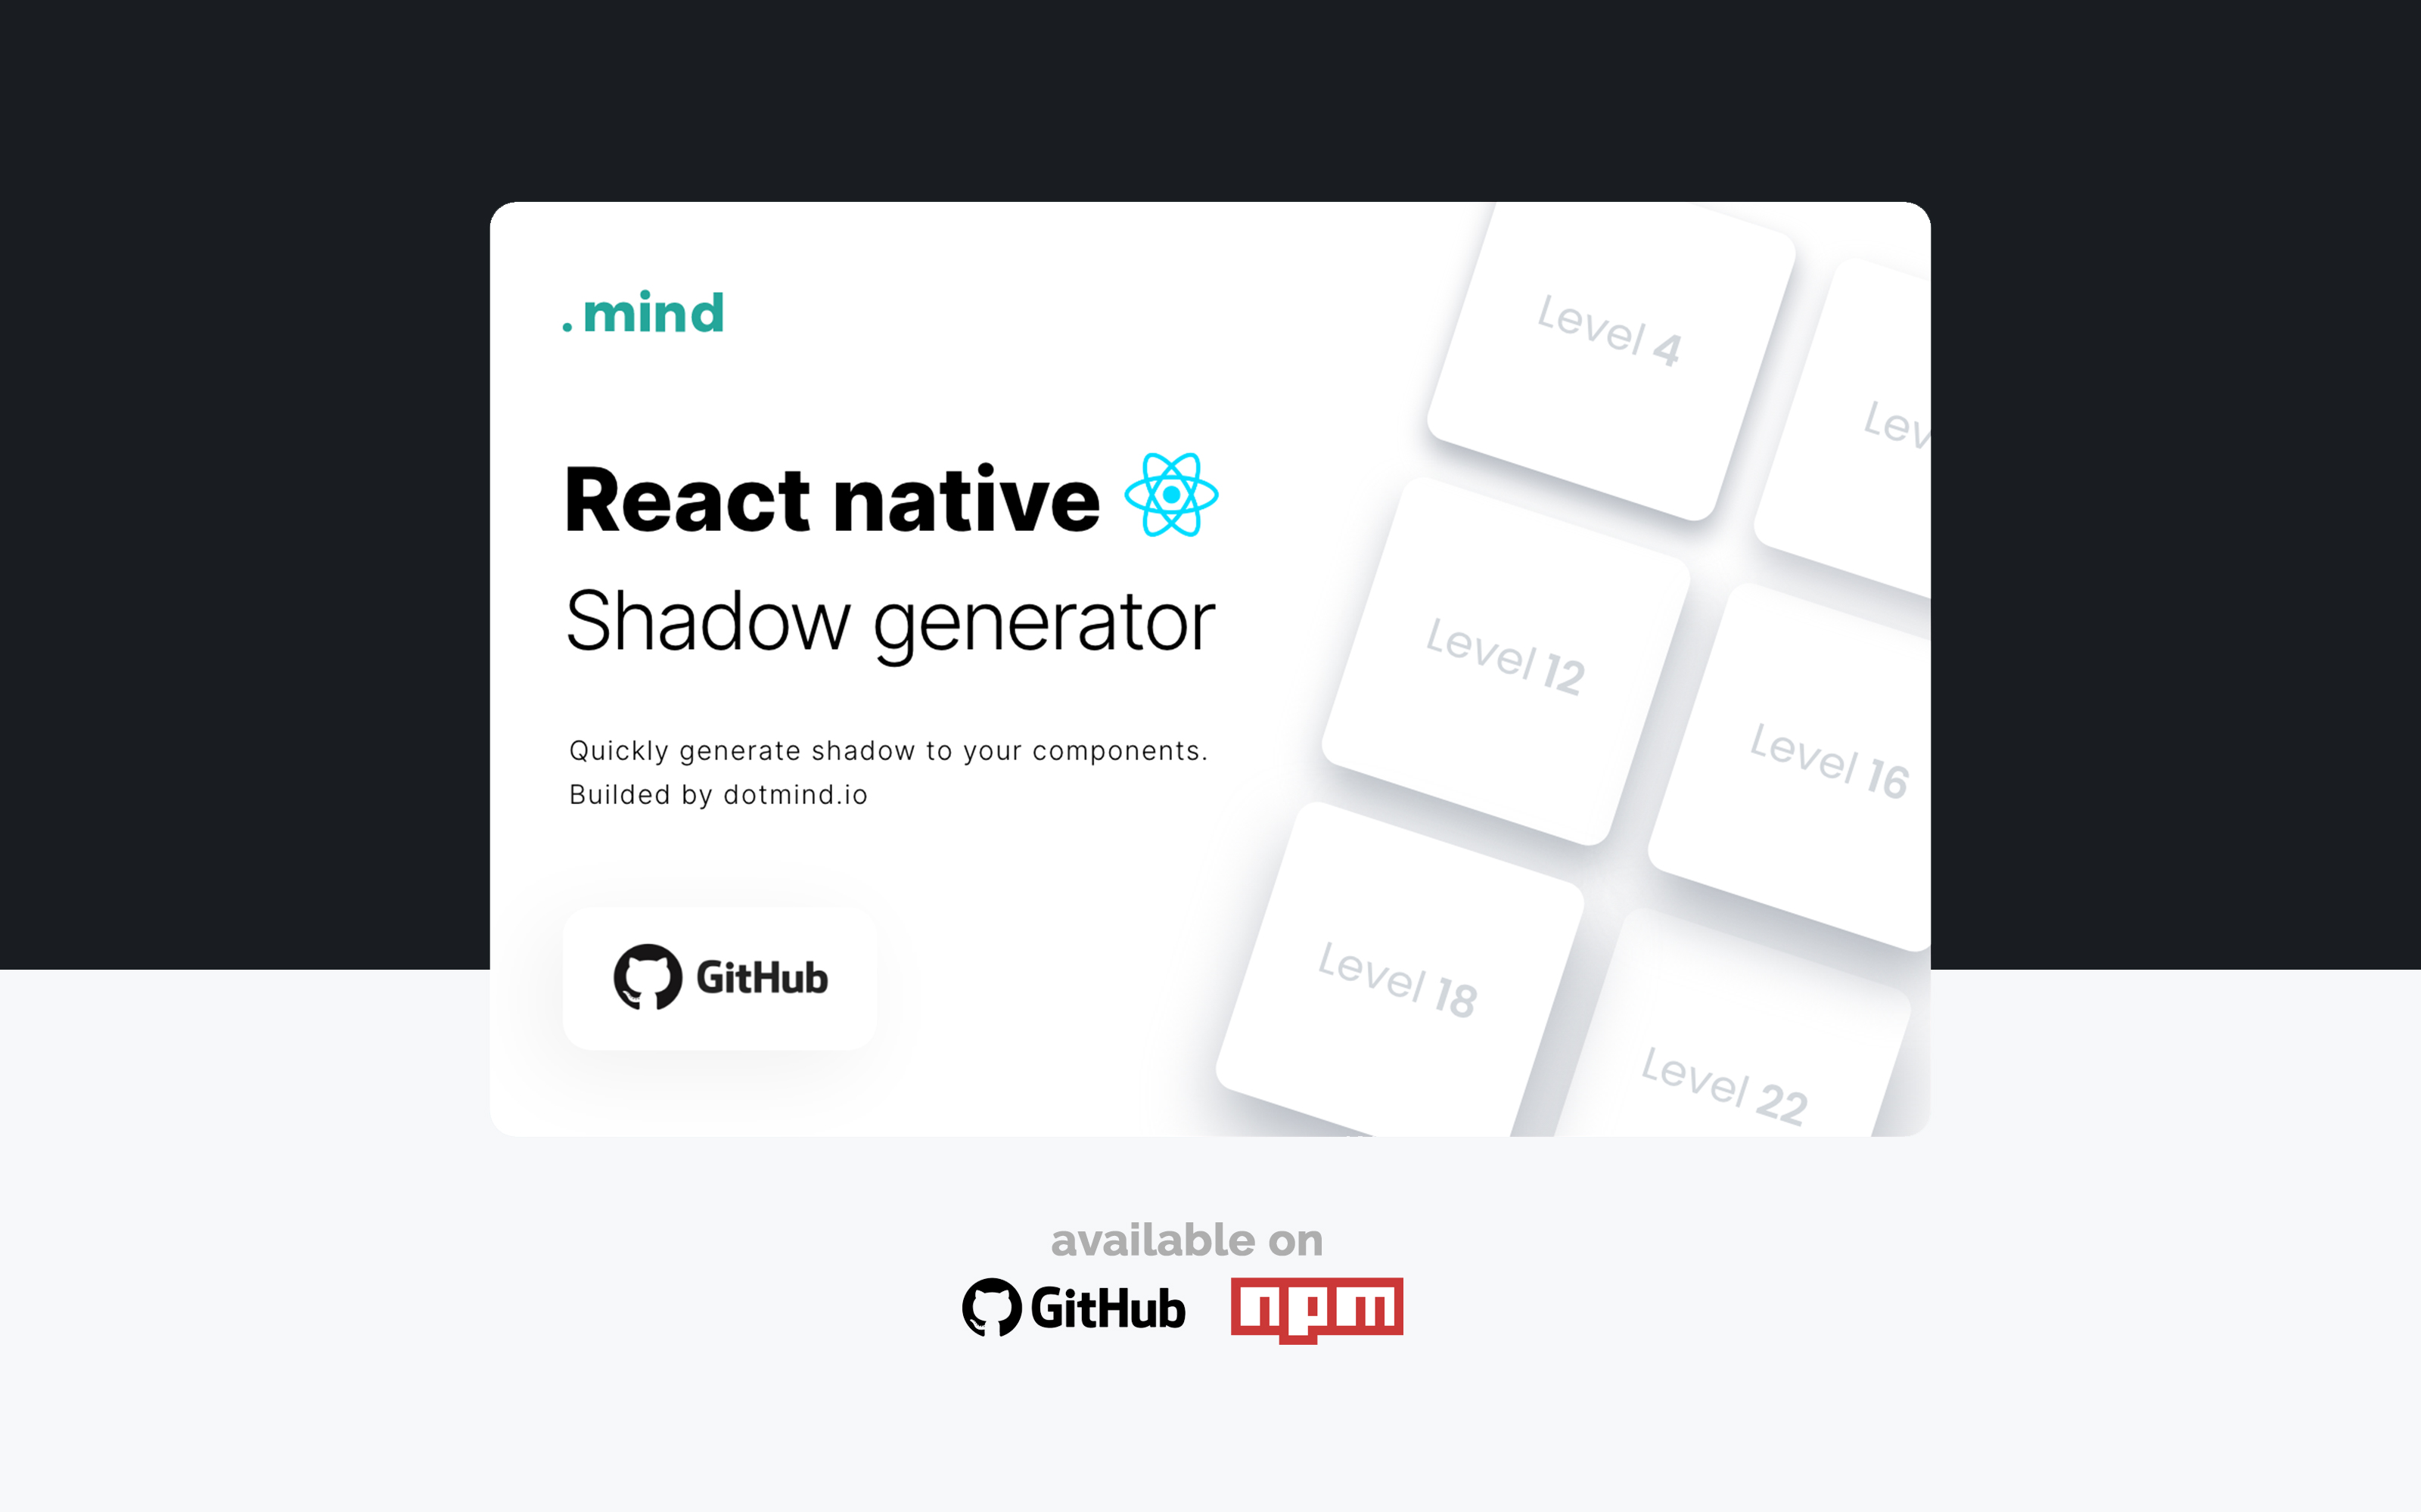 .mind
React native
Shadow generator
Quickly generate shadow to your components.
Builded by dotmind.io
GitHub
Level 4
Lev
Level 12
Level 16
Level 18
Level 22
available on
GitHub
npm